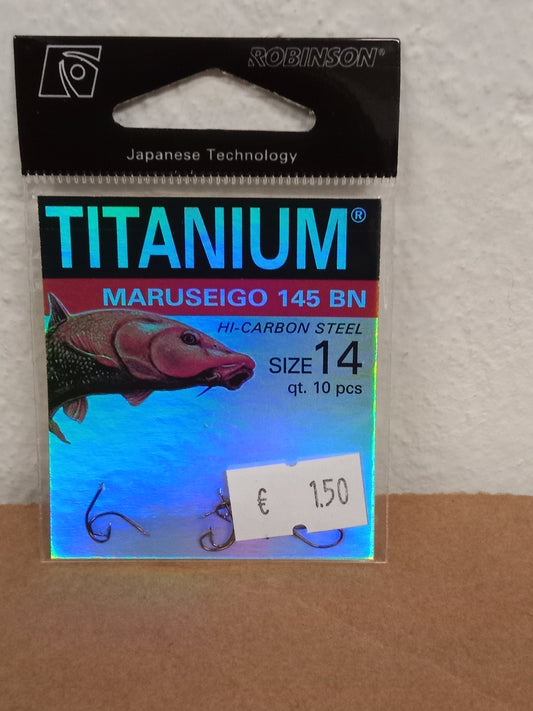 ROBINSON®
Japanese Technology
TITANIUM®
MARUSEIGO 145 BN
HI-CARBON STEEL
SIZE 14
qt. 10 pcs
€ 1.50